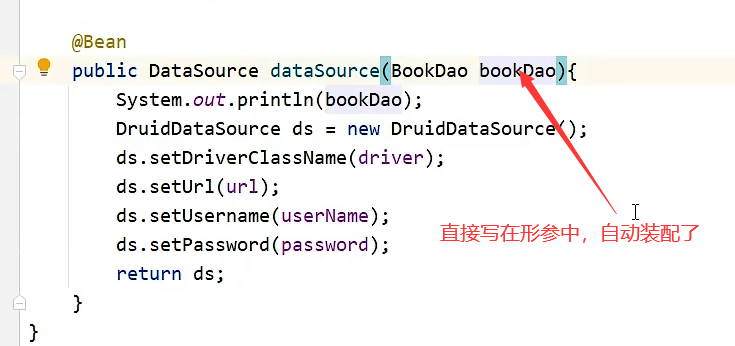 @Bean
public DataSource dataSource(BookDao bookDao){
System.out.println(bookDao);
DruidDataSource ds = new DruidDataSource();
ds.setDriverClassName(driver);
ds.setUrl(url);
ds.setUsername(userName);
ds.setPassword(password);
直接写在形参中，自动装配了
return ds;
}
}